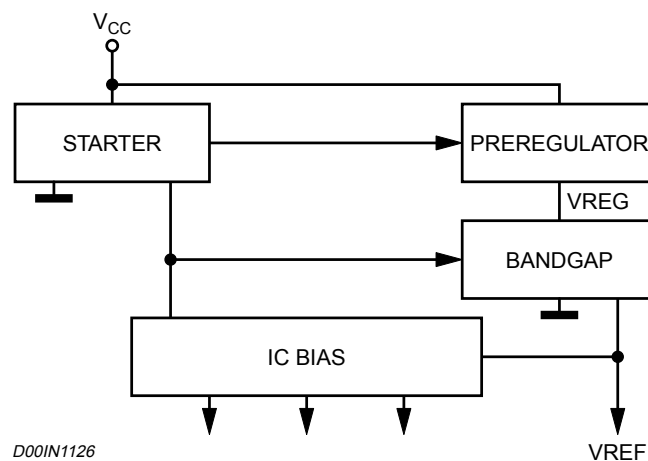 VCC
STARTER
PREREGULATOR
VREG
BANDGAP
IC BIAS
D00IN1126
VREF